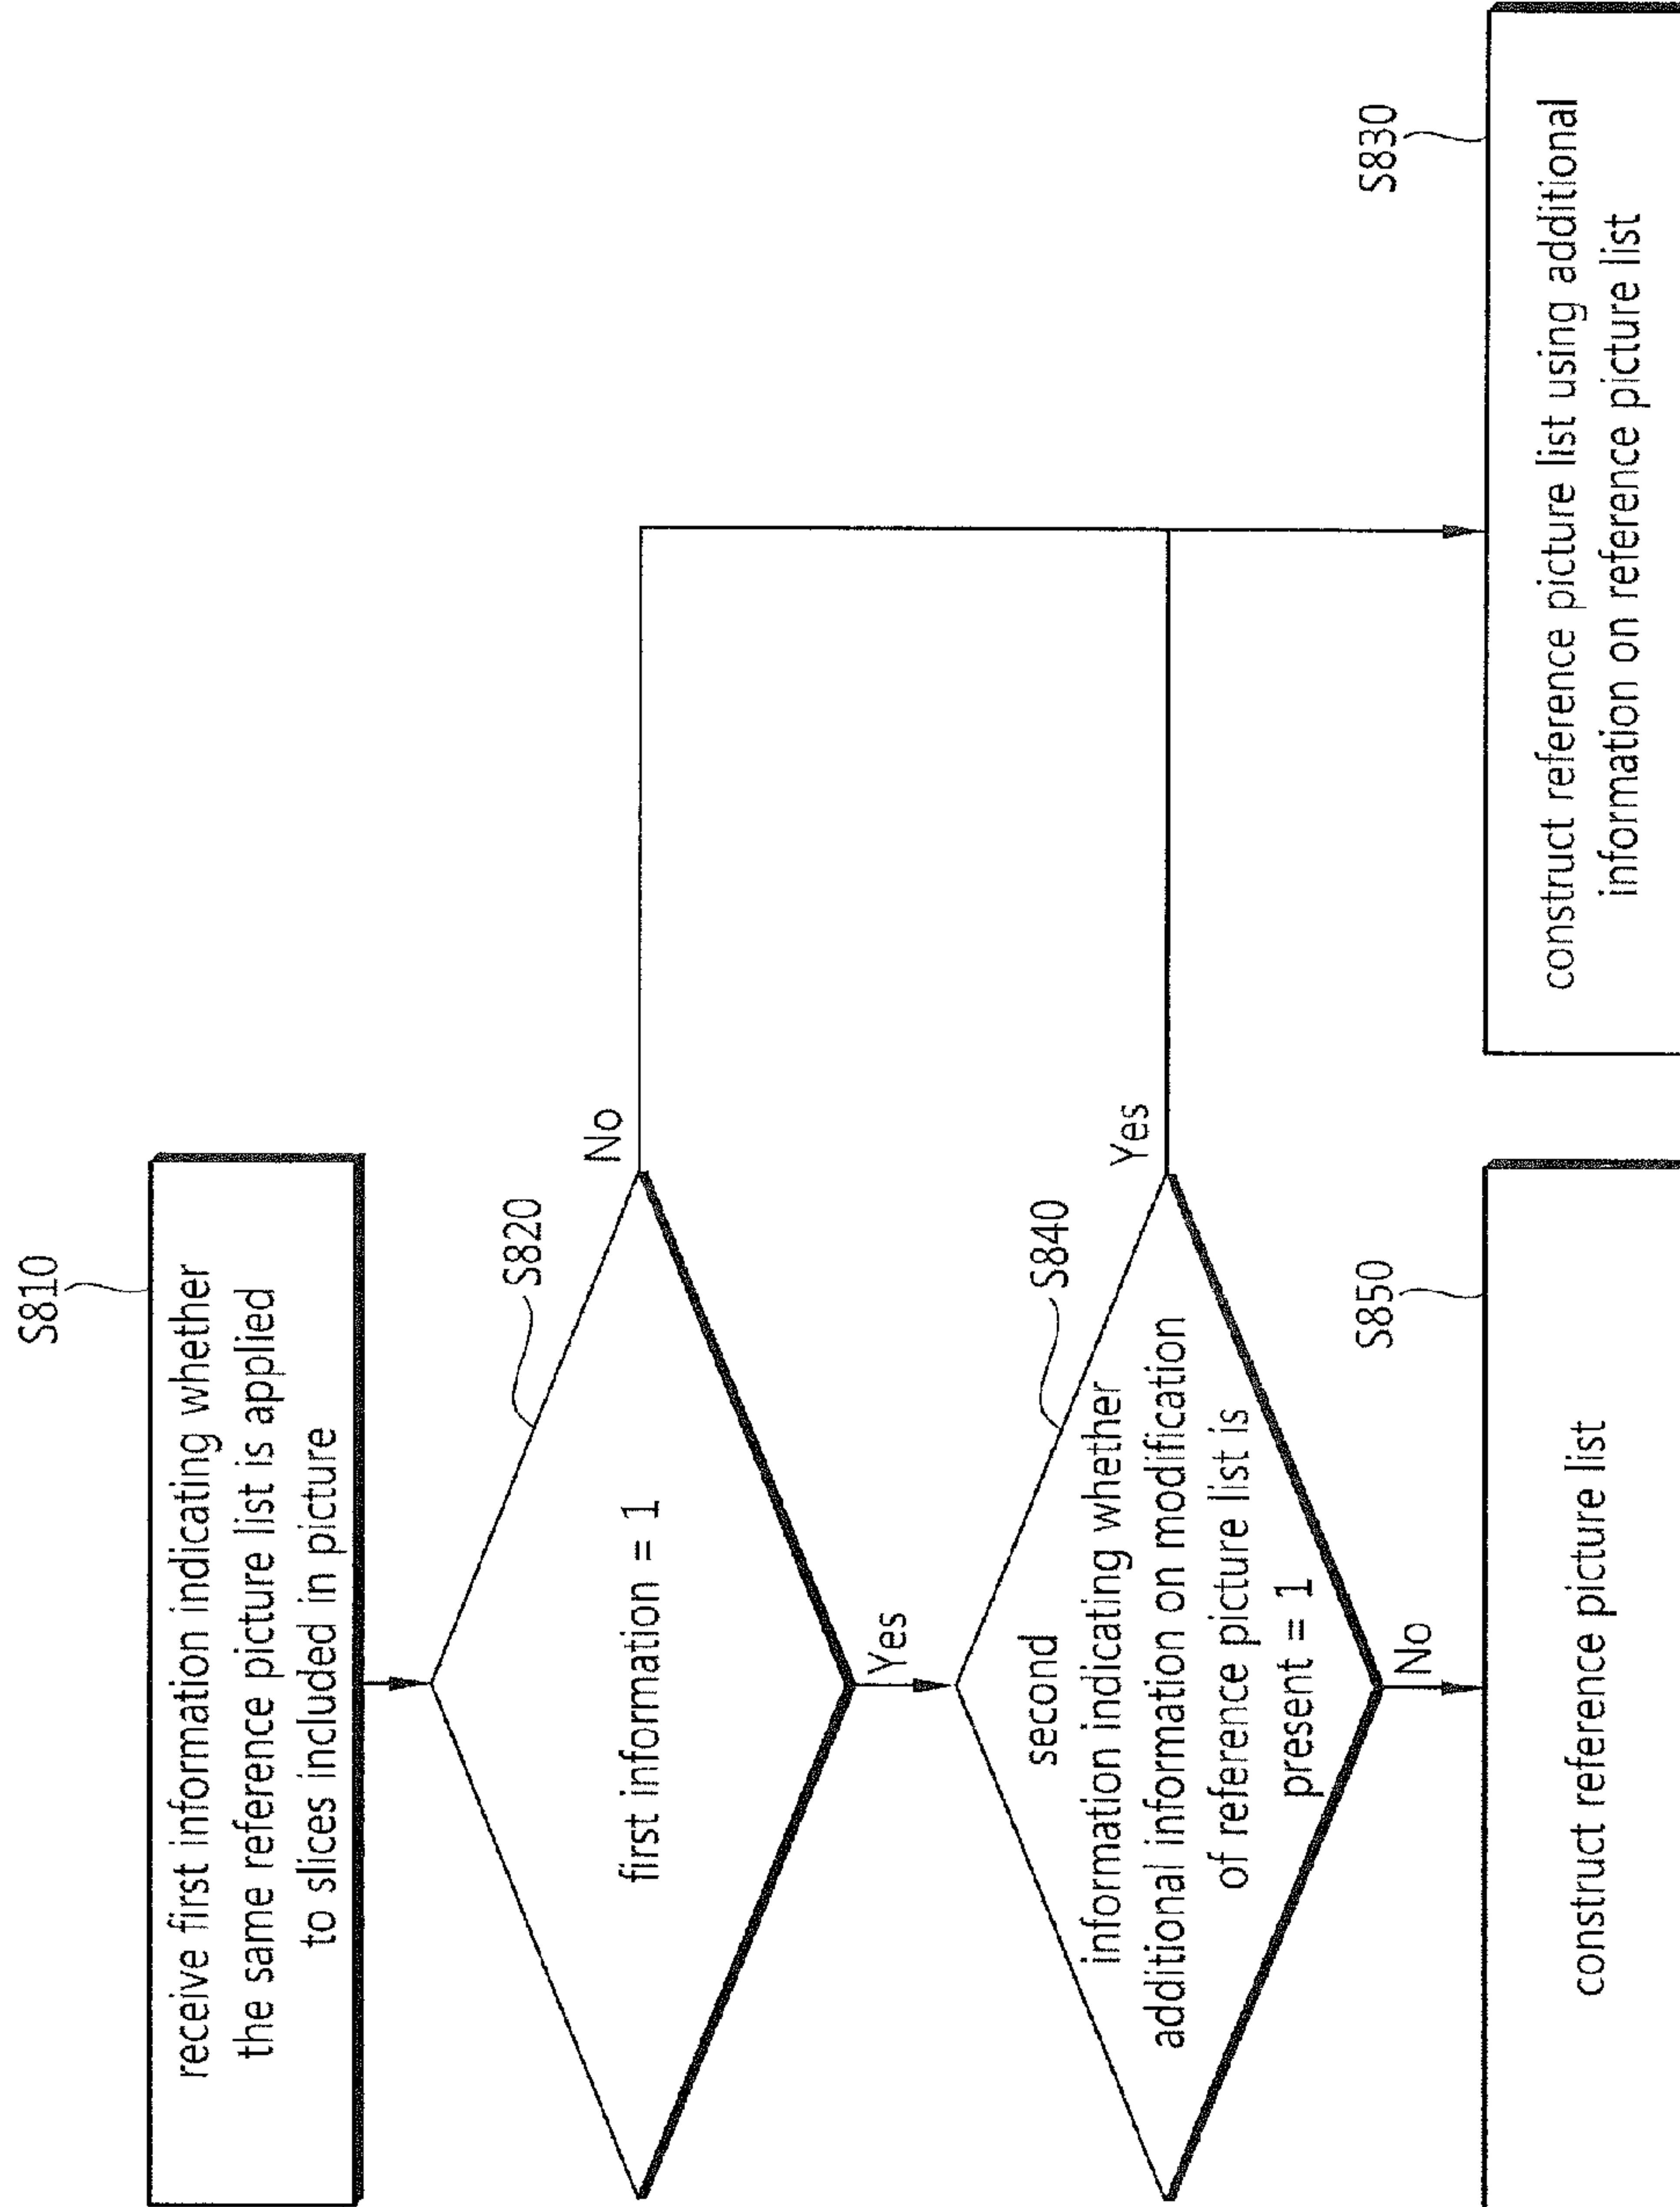 S810
receive first information indicating whether
the same reference picture list is applied
to slices included in picture
S820
first information = 1
No
Yes
S840
second
information indicating whether
additional information on modification
of reference picture list is
present = 1
Yes
No
S850
construct reference picture list
S830
construct reference picture list using additional
information on reference picture list